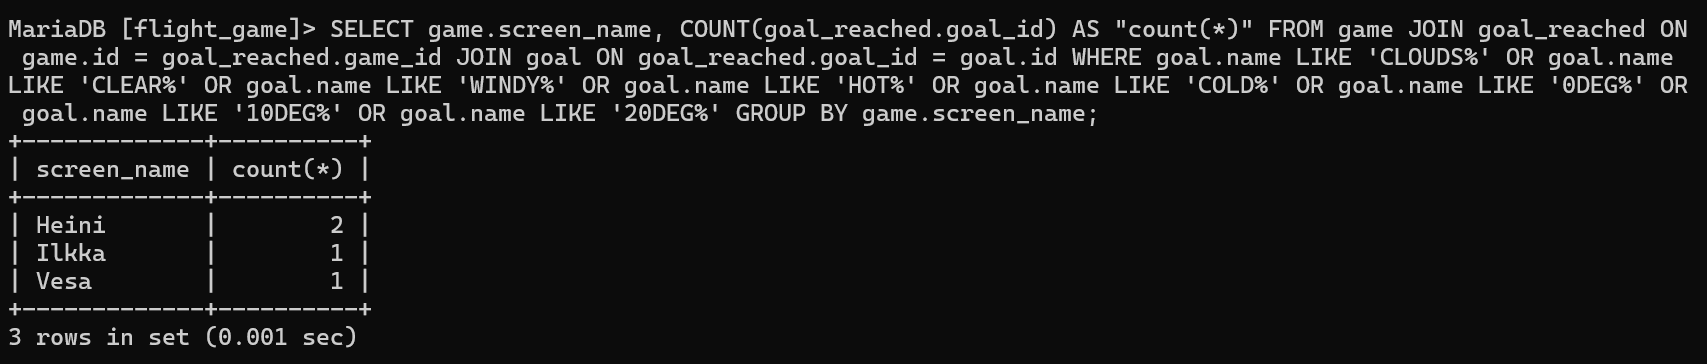 MariaDB [flight_game]> SELECT game.screen_name, COUNT(goal_reached.goal_id) AS "count(*)" FROM game JOIN goal_reached ON
 game.id = goal_reached.game_id JOIN goal ON goal_reached.goal_id = goal.id WHERE goal.name LIKE 'CLOUDS%' OR goal.name
LIKE 'CLEAR%' OR goal.name LIKE 'WINDY%' OR goal.name LIKE 'HOT%' OR goal.name LIKE 'COLD%' OR goal.name LIKE '0DEG%' OR
 goal.name LIKE '10DEG%' OR goal.name LIKE '20DEG%' GROUP BY game.screen_name;
+-------------+----------+
| screen_name | count(*) |
+-------------+----------+
| Heini       |        2 |
| Ilkka       |        1 |
| Vesa        |        1 |
+-------------+----------+
3 rows in set (0.001 sec)